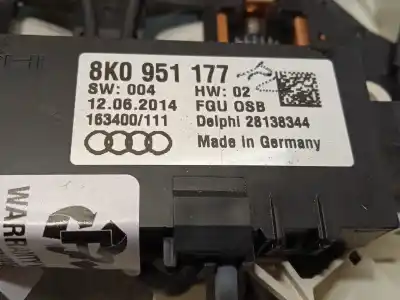 8K0 951 177
SW: 004 HW: 02
12.06.2014 FGU OSB
163400/111 Delphi 28138344
Made in Germany